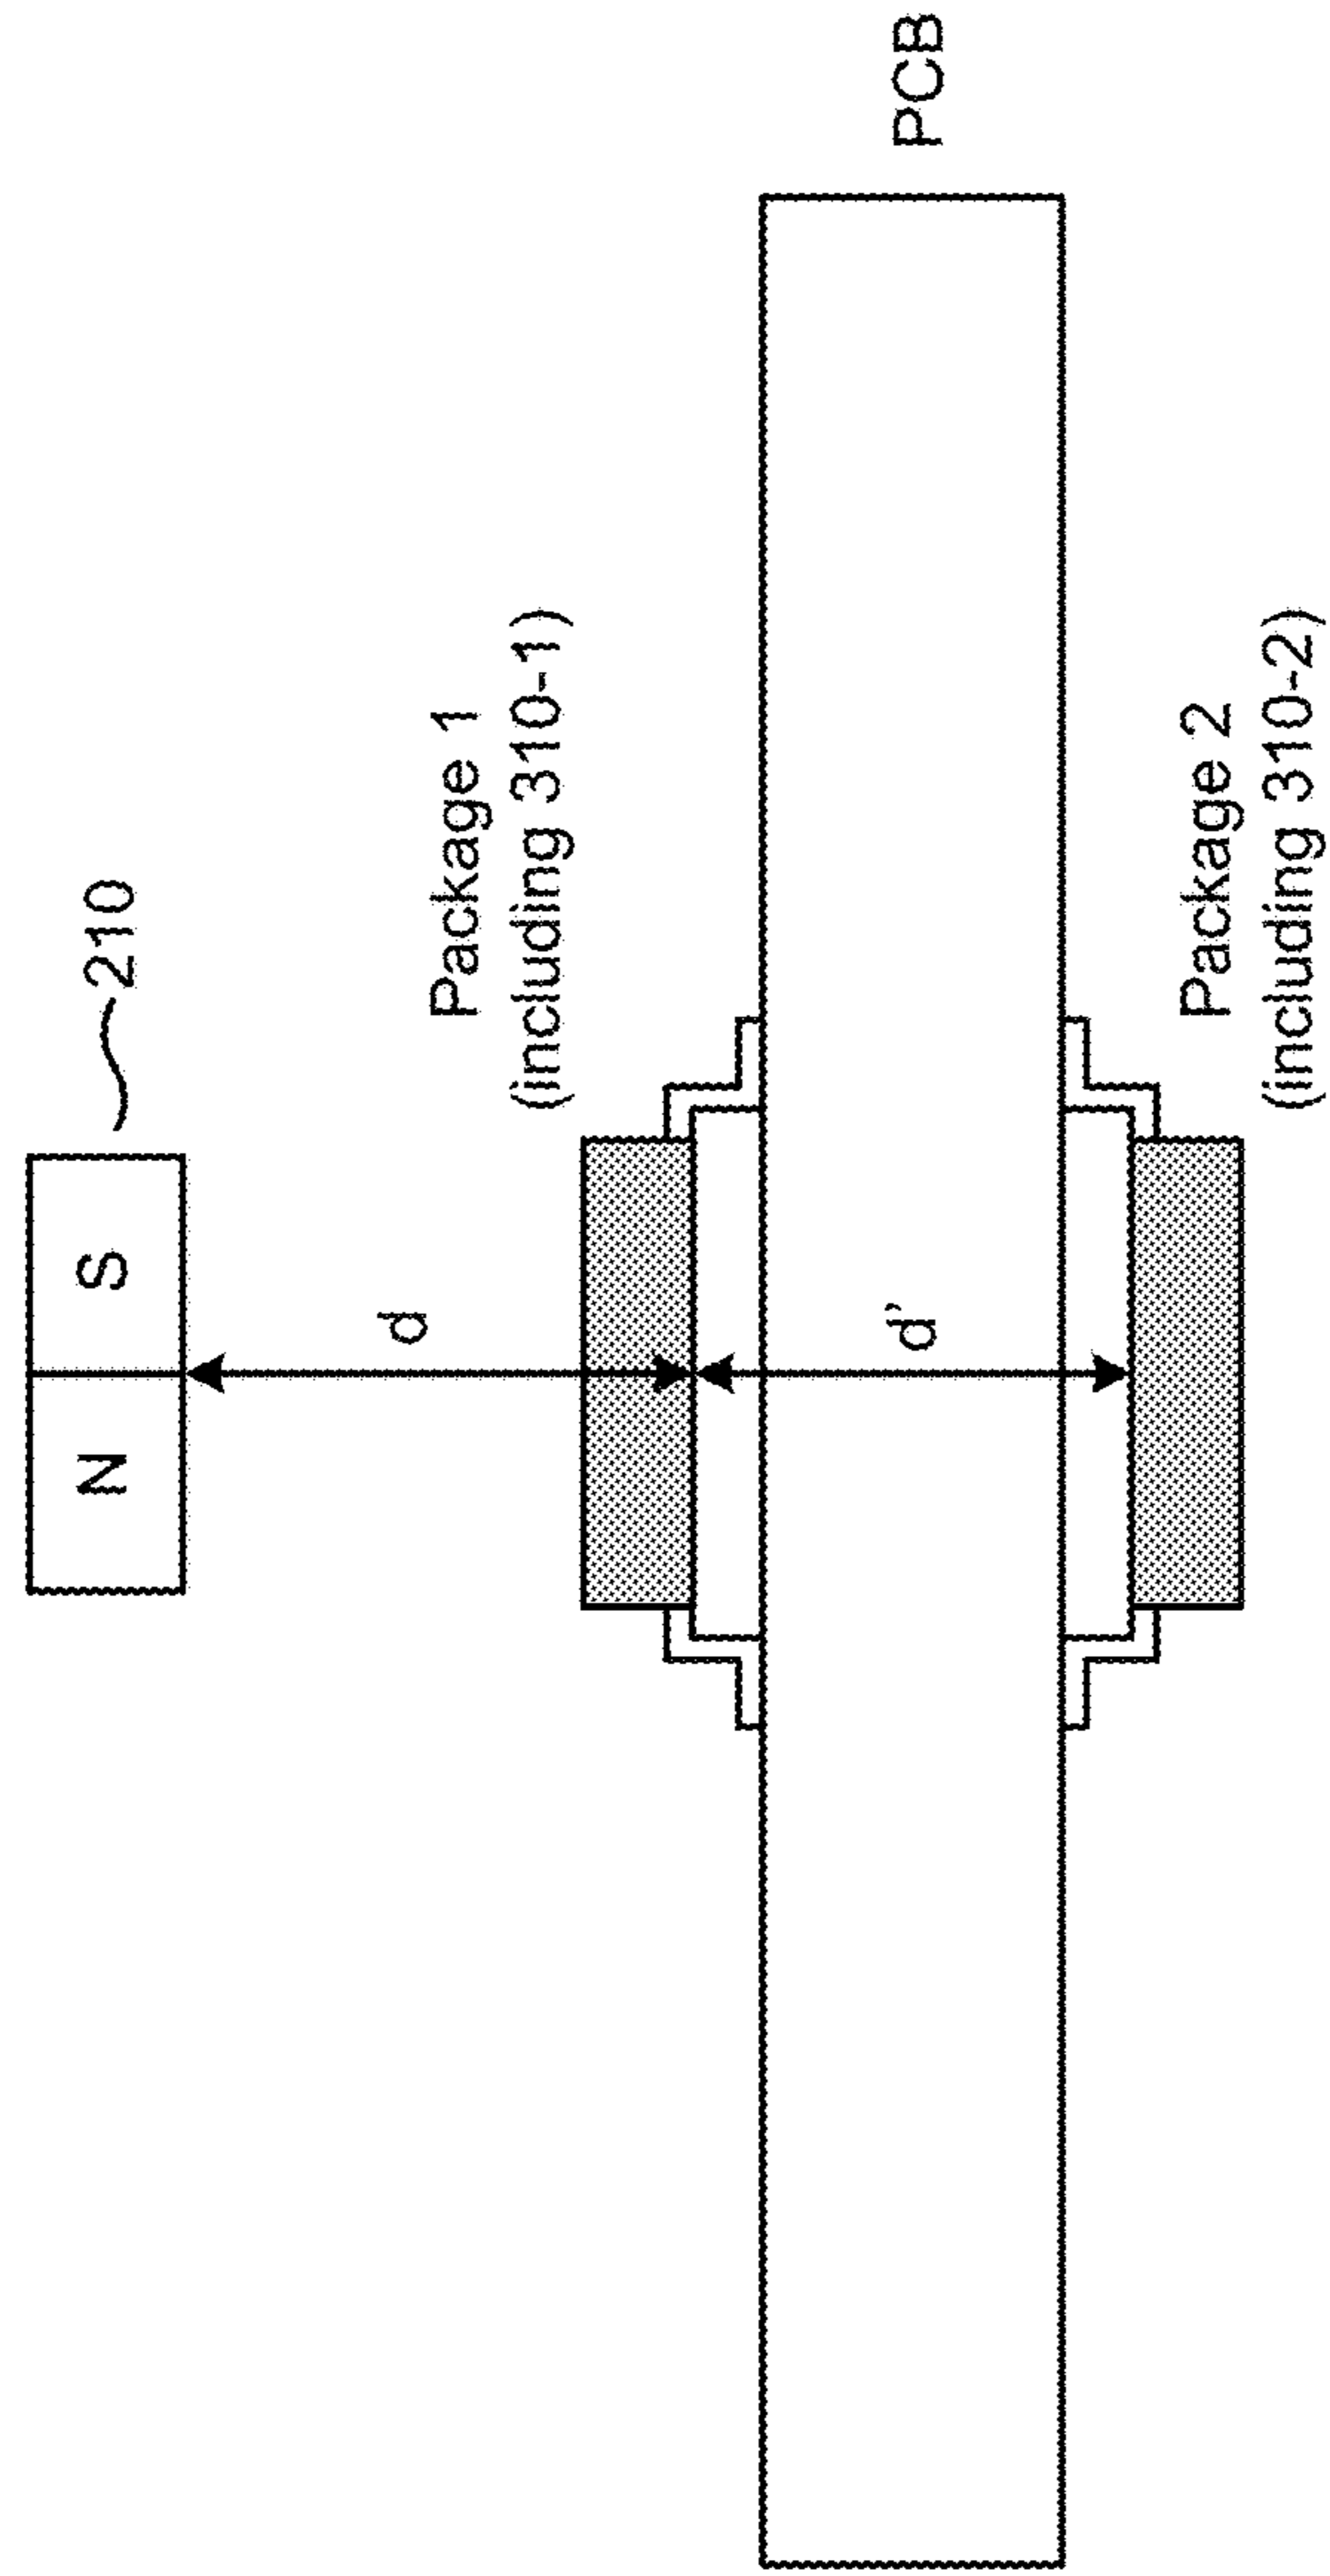 N
S
210
d
Package 1
(including 310-1)
d'
PCB
Package 2
(including 310-2)